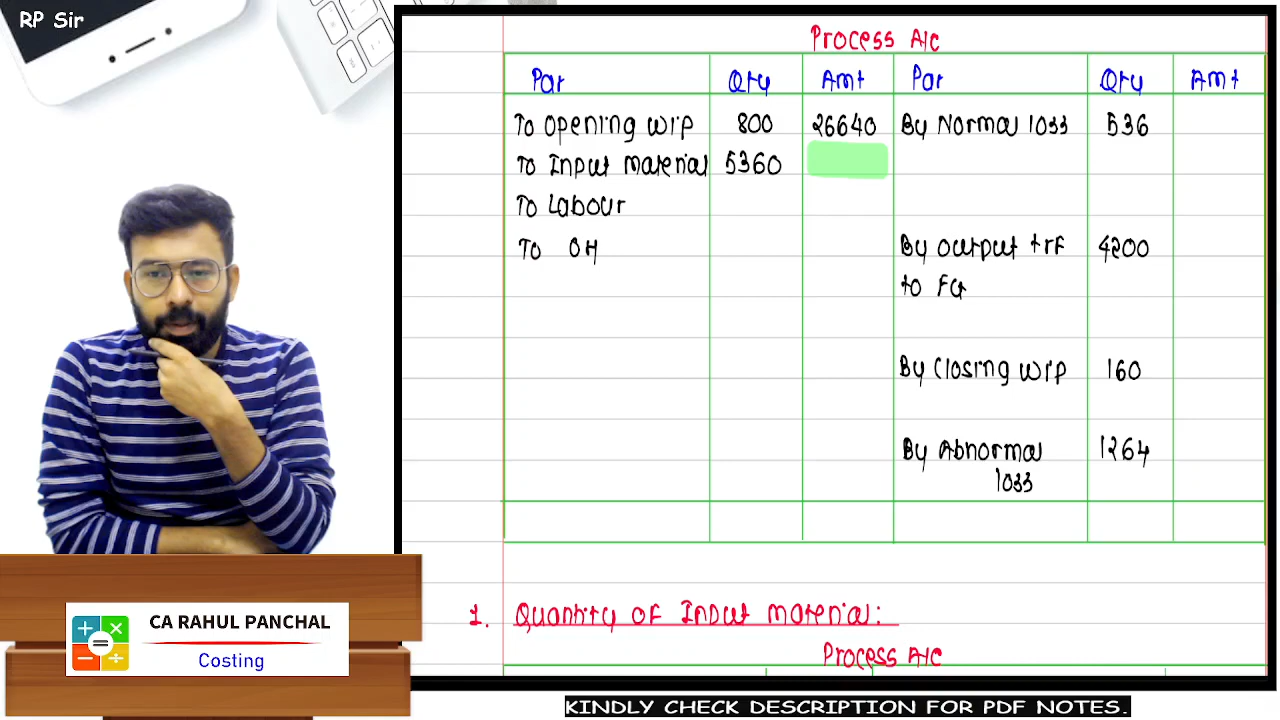 RP Sir
Process A/c
Par Qty Amt Par Qty Amt
To Opening WIP 800 26640 By Normal loss 536
To Input material 5360
To Labour
To OH By output trf 4200
to FG
By Closing WIP 160
By Abnormal 1264
loss
CA RAHUL PANCHAL
Costing
1. Quantity of Input material:
Process A/c
KINDLY CHECK DESCRIPTION FOR PDF NOTES.